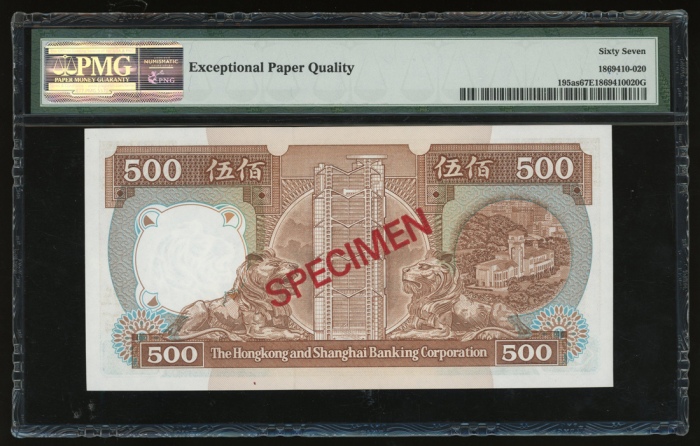 PMG
PAPER MONEY GUARANTY
NUMISMATIC
PNG
Exceptional Paper Quality
Sixty Seven
1869410-020
195as67E1869410020G
500 伍佰
伍佰 500
SPECIMEN
500 The Hongkong and Shanghai Banking Corporation 500